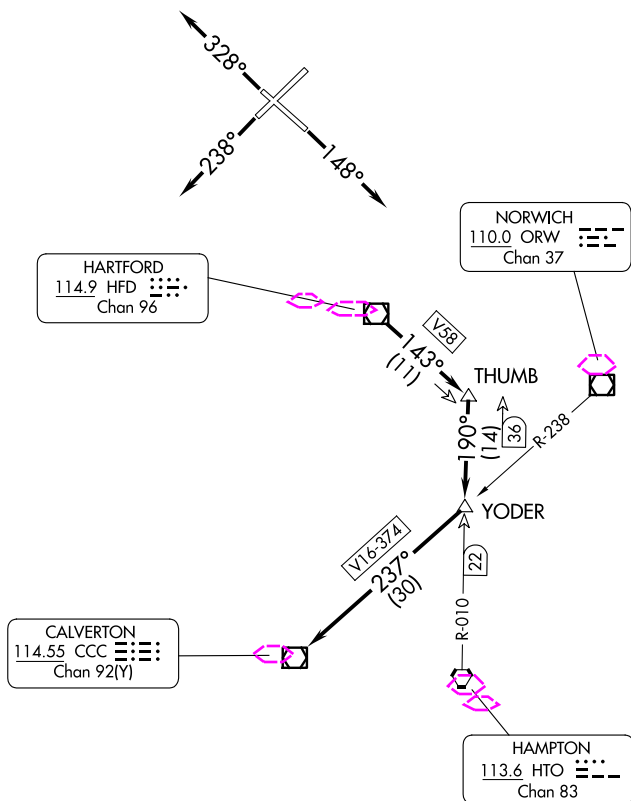 328°
238°
148°
NORWICH
110.0 ORW
Chan 37
HARTFORD
114.9 HFD
Chan 96
V58
143°
(11)
THUMB
190°
(14)
36
R-238
YODER
V16-374
237°
(30)
22
R-010
CALVERTON
114.55 CCC
Chan 92(Y)
HAMPTON
113.6 HTO
Chan 83